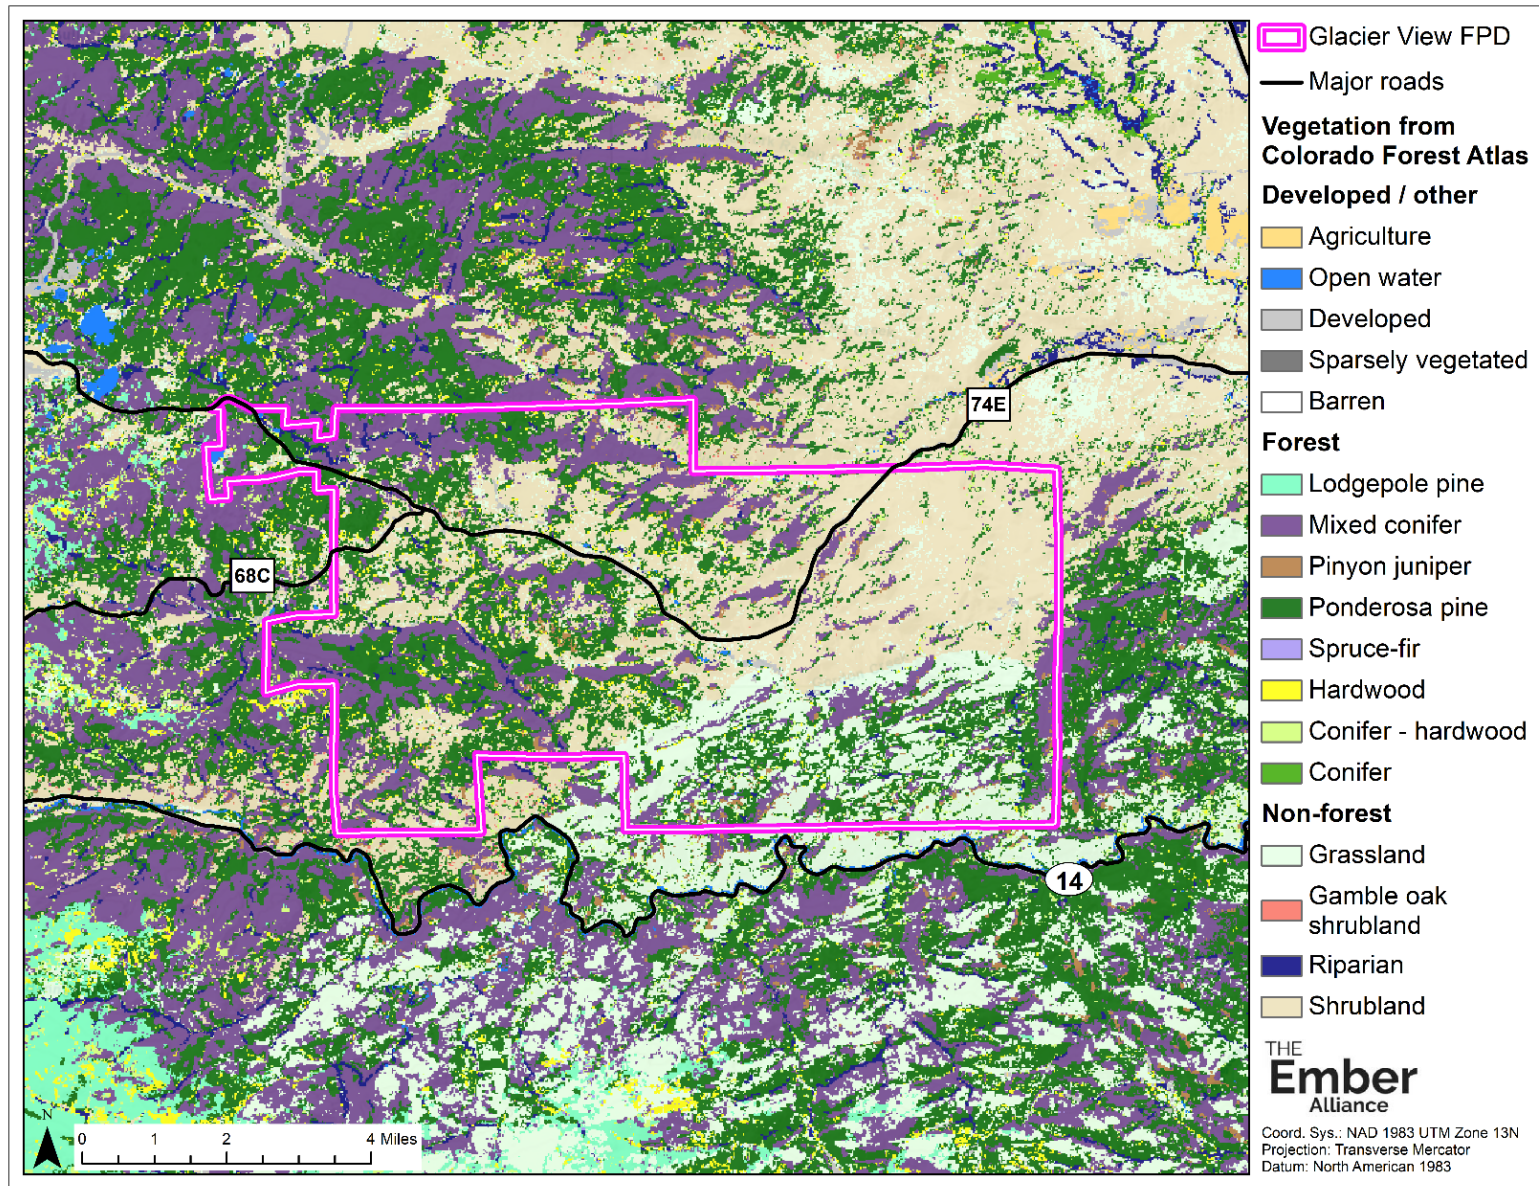 74E
68C
14
N
0 1 2 4 Miles
Glacier View FPD
Major roads
Vegetation from
Colorado Forest Atlas
Developed / other
Agriculture
Open water
Developed
Sparsely vegetated
Barren
Forest
Lodgepole pine
Mixed conifer
Pinyon juniper
Ponderosa pine
Spruce-fir
Hardwood
Conifer - hardwood
Conifer
Non-forest
Grassland
Gamble oak
shrubland
Riparian
Shrubland
THE
Ember
Alliance
Coord. Sys.: NAD 1983 UTM Zone 13N
Projection: Transverse Mercator
Datum: North American 1983